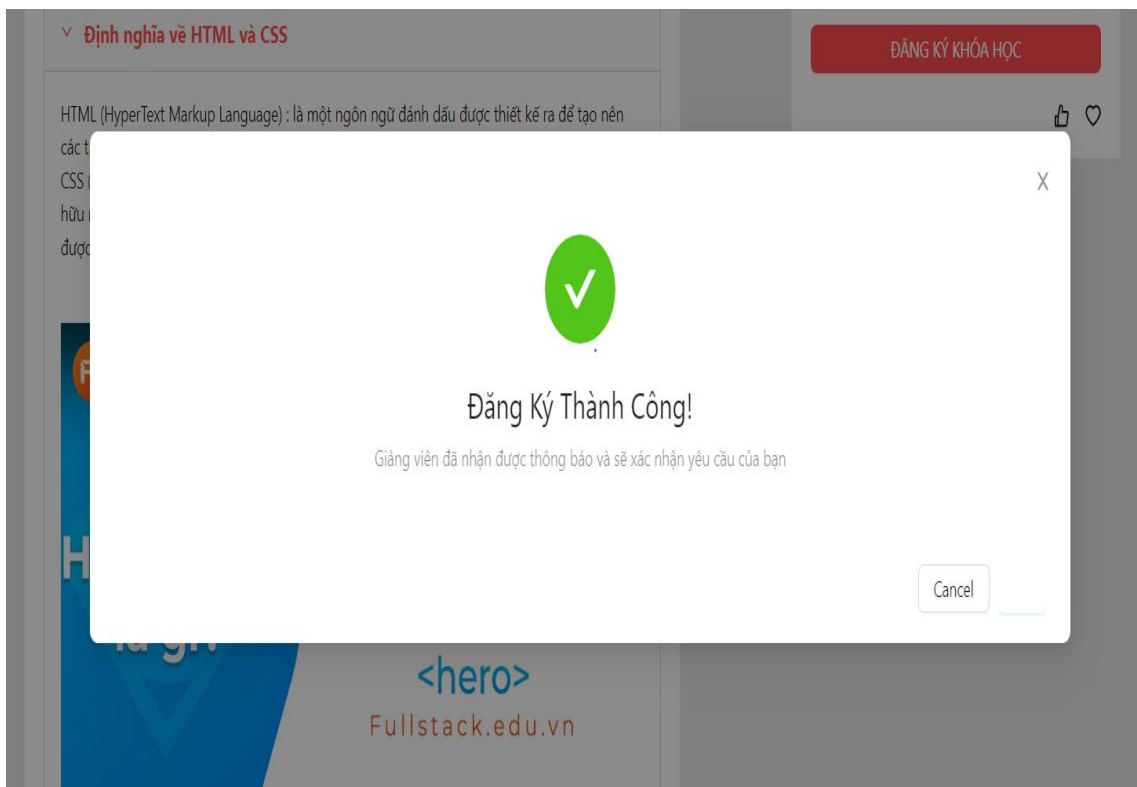 Định nghĩa về HTML và CSS
ĐĂNG KÝ KHÓA HỌC
HTML (HyperText Markup Language) : là một ngôn ngữ đánh dấu được thiết kế ra để tạo nên
các
CSS
hữu
được
X
Đăng Ký Thành Công!
Giảng viên đã nhận được thông báo và sẽ xác nhận yêu cầu của bạn
Cancel
là gì?
<hero>
Fullstack.edu.vn